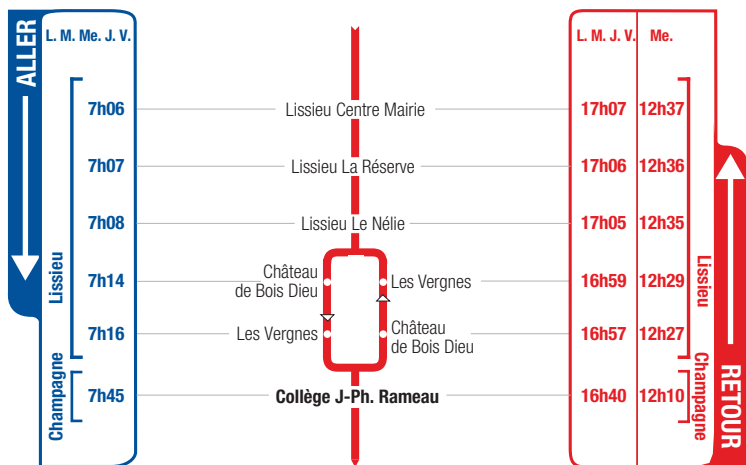 ALLER
L. M. Me. J. V.
L. M. J. V.
Me.
7h06
Lissieu Centre Mairie
17h07
12h37
7h07
Lissieu La Réserve
17h06
12h36
7h08
Lissieu Le Nélie
17h05
12h35
Lissieu
7h14
Château
de Bois Dieu
Les Vergnes
16h59
12h29
Lissieu
7h16
Les Vergnes
Château
de Bois Dieu
16h57
12h27
Champagne
7h45
Collège J-Ph. Rameau
16h40
12h10
Champagne
RETOUR